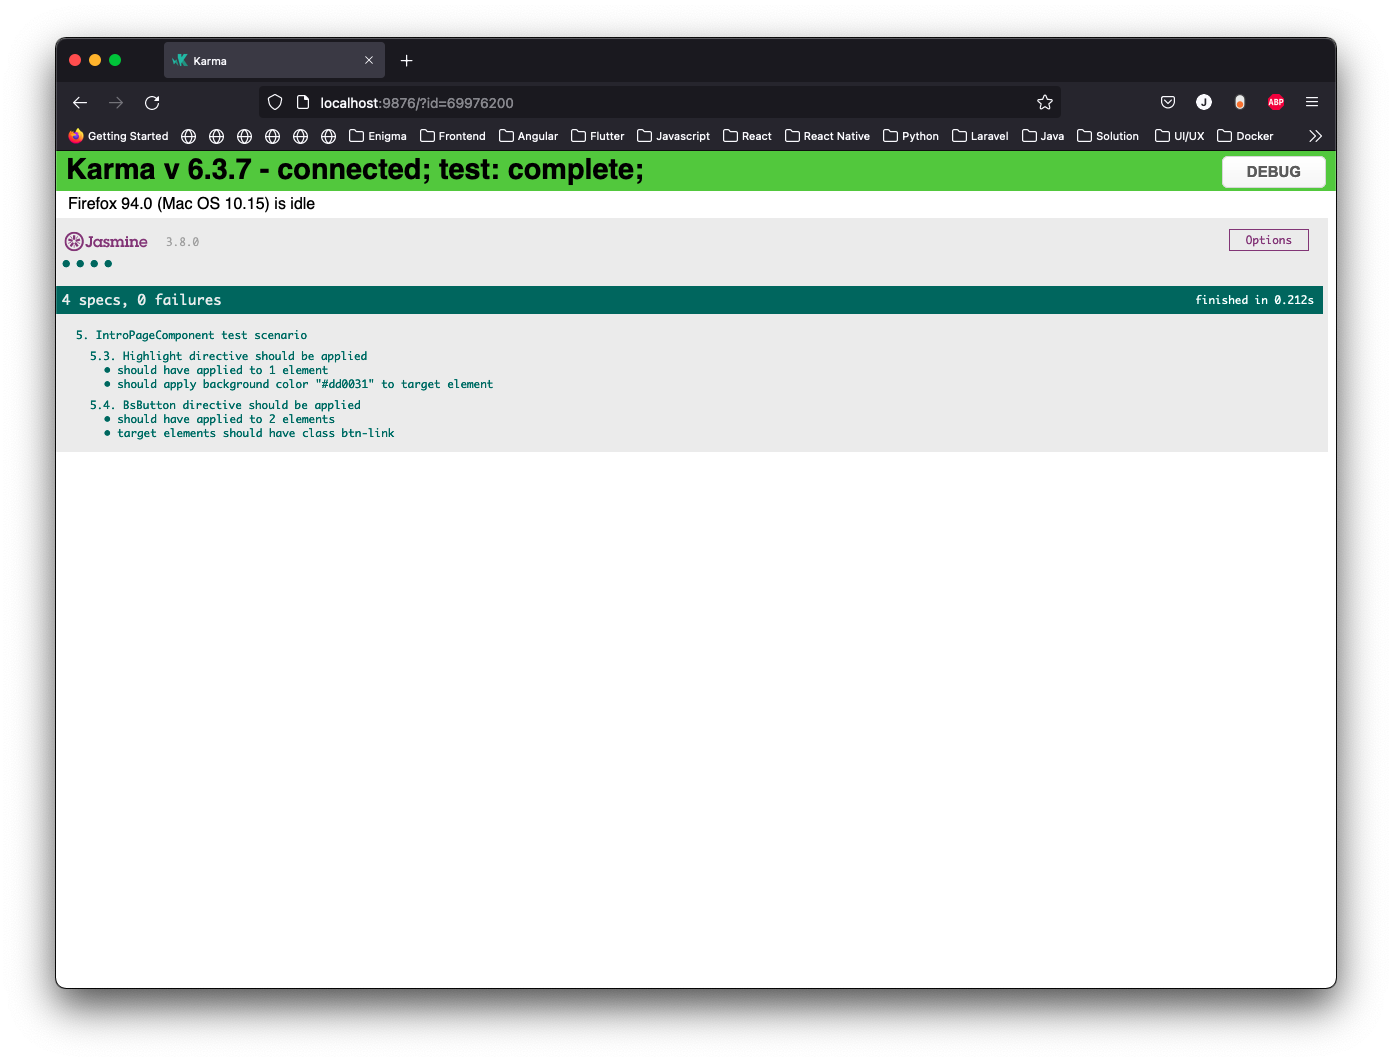 Karma
localhost:9876/?id=69976200
J
ABP
Getting Started Enigma Frontend Angular Flutter Javascript React React Native Python Laravel Java Solution UI/UX Docker
Karma v 6.3.7 - connected; test: complete;
DEBUG
Firefox 94.0 (Mac OS 10.15) is idle
Jasmine 3.8.0
Options
4 specs, 0 failures
finished in 0.212s
5. IntroPageComponent test scenario
5.3. Highlight directive should be applied
• should have applied to 1 element
• should apply background color "#dd0031" to target element
5.4. BsButton directive should be applied
• should have applied to 2 elements
• target elements should have class btn-link